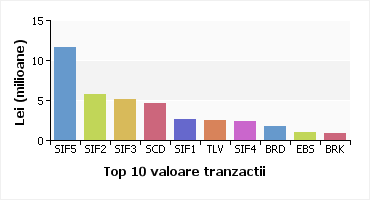 15
Lei (milioane)
10
5
0
SIF5 SIF2 SIF3 SCD SIF1 TLV SIF4 BRD EBS BRK
Top 10 valoare tranzactii